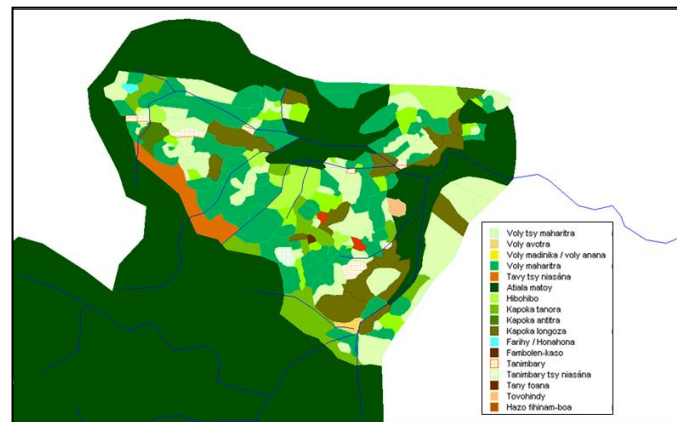 Voly tsy maharitra
Voly avotra
Voly madinika / voly anana
Voly maharitra
Tavy tsy niasána
Atiala matoy
Hibohibo
Kapoka tanora
Kapoka antitra
Kapoka longoza
Farihy / Honahona
Fambolen-kaso
Tanimbary
Tanimbary tsy niasána
Tany foana
Tovohindy
Hazo fihinam-boa